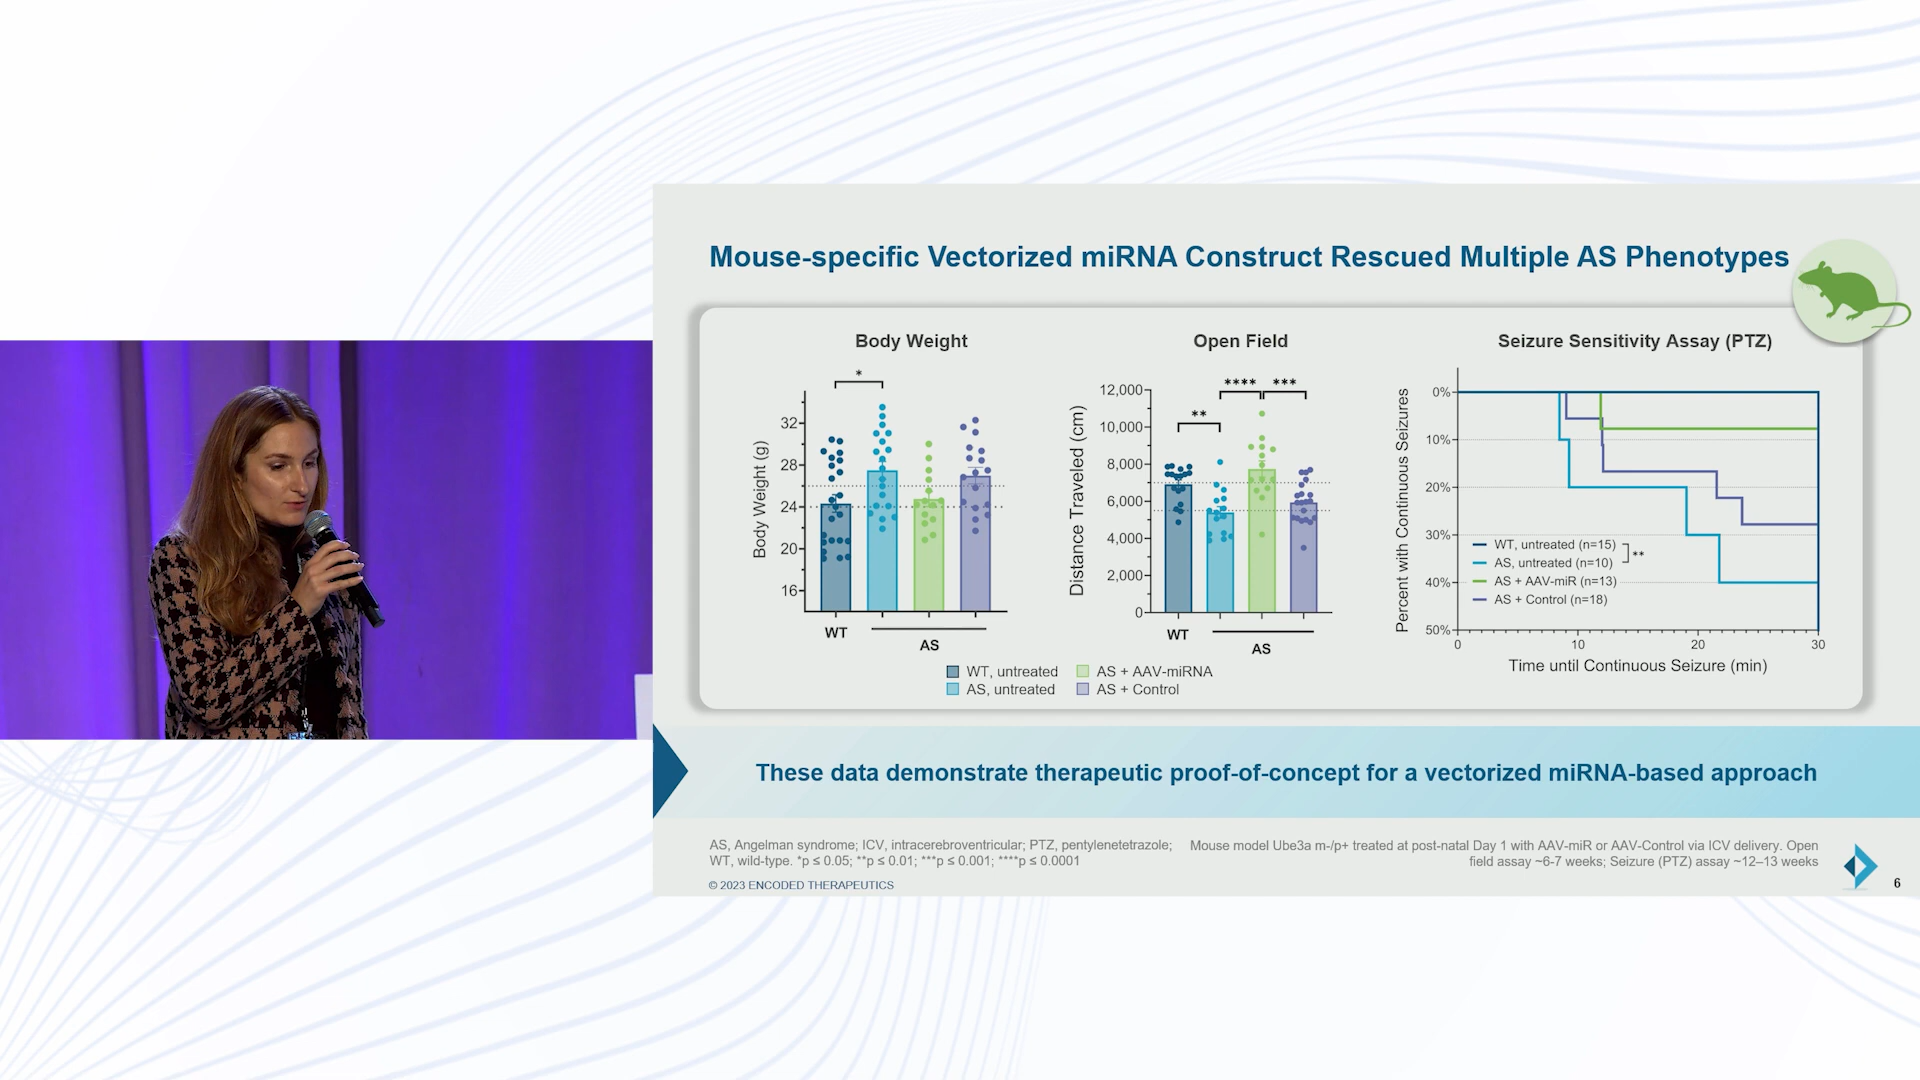 Mouse-specific Vectorized miRNA Construct Rescued Multiple AS Phenotypes
Body Weight
*
Body Weight (g)
32
28
24
20
16
WT
AS
Open Field
**** ***
**
Distance Traveled (cm)
12,000
10,000
8,000
6,000
4,000
2,000
0
WT
AS
WT, untreated
AS, untreated
AS + AAV-miRNA
AS + Control
Seizure Sensitivity Assay (PTZ)
Percent with Continuous Seizures
0%
10%
20%
30%
40%
50%
WT, untreated (n=15)
AS, untreated (n=10)
**
AS + AAV-miR (n=13)
AS + Control (n=18)
0 10 20 30
Time until Continuous Seizure (min)
These data demonstrate therapeutic proof-of-concept for a vectorized miRNA-based approach
AS, Angelman syndrome; ICV, intracerebroventricular; PTZ, pentylenetetrazole;
WT, wild-type. *p ≤ 0.05; **p ≤ 0.01; ***p ≤ 0.001; ****p ≤ 0.0001
Mouse model Ube3a m-/p+ treated at post-natal Day 1 with AAV-miR or AAV-Control via ICV delivery. Open
field assay ~6-7 weeks; Seizure (PTZ) assay ~12–13 weeks
© 2023 ENCODED THERAPEUTICS
6